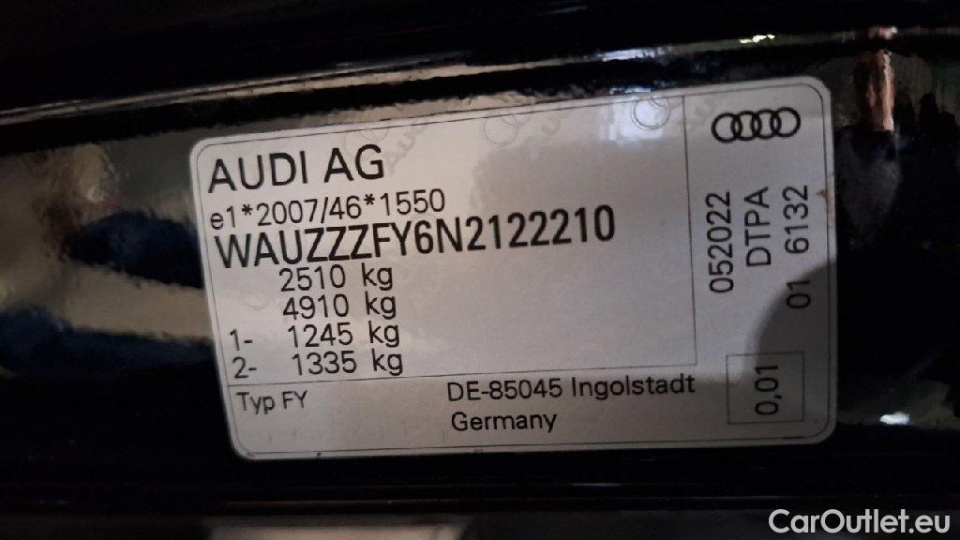 AUDI AG
e1*2007/46*1550
WAUZZZFY6N2122210
2510 kg
4910 kg
1- 1245 kg
2- 1335 kg
Typ FY
DE-85045 Ingolstadt
Germany
052022
DTPA
01 6132
0,01
CarOutlet.eu